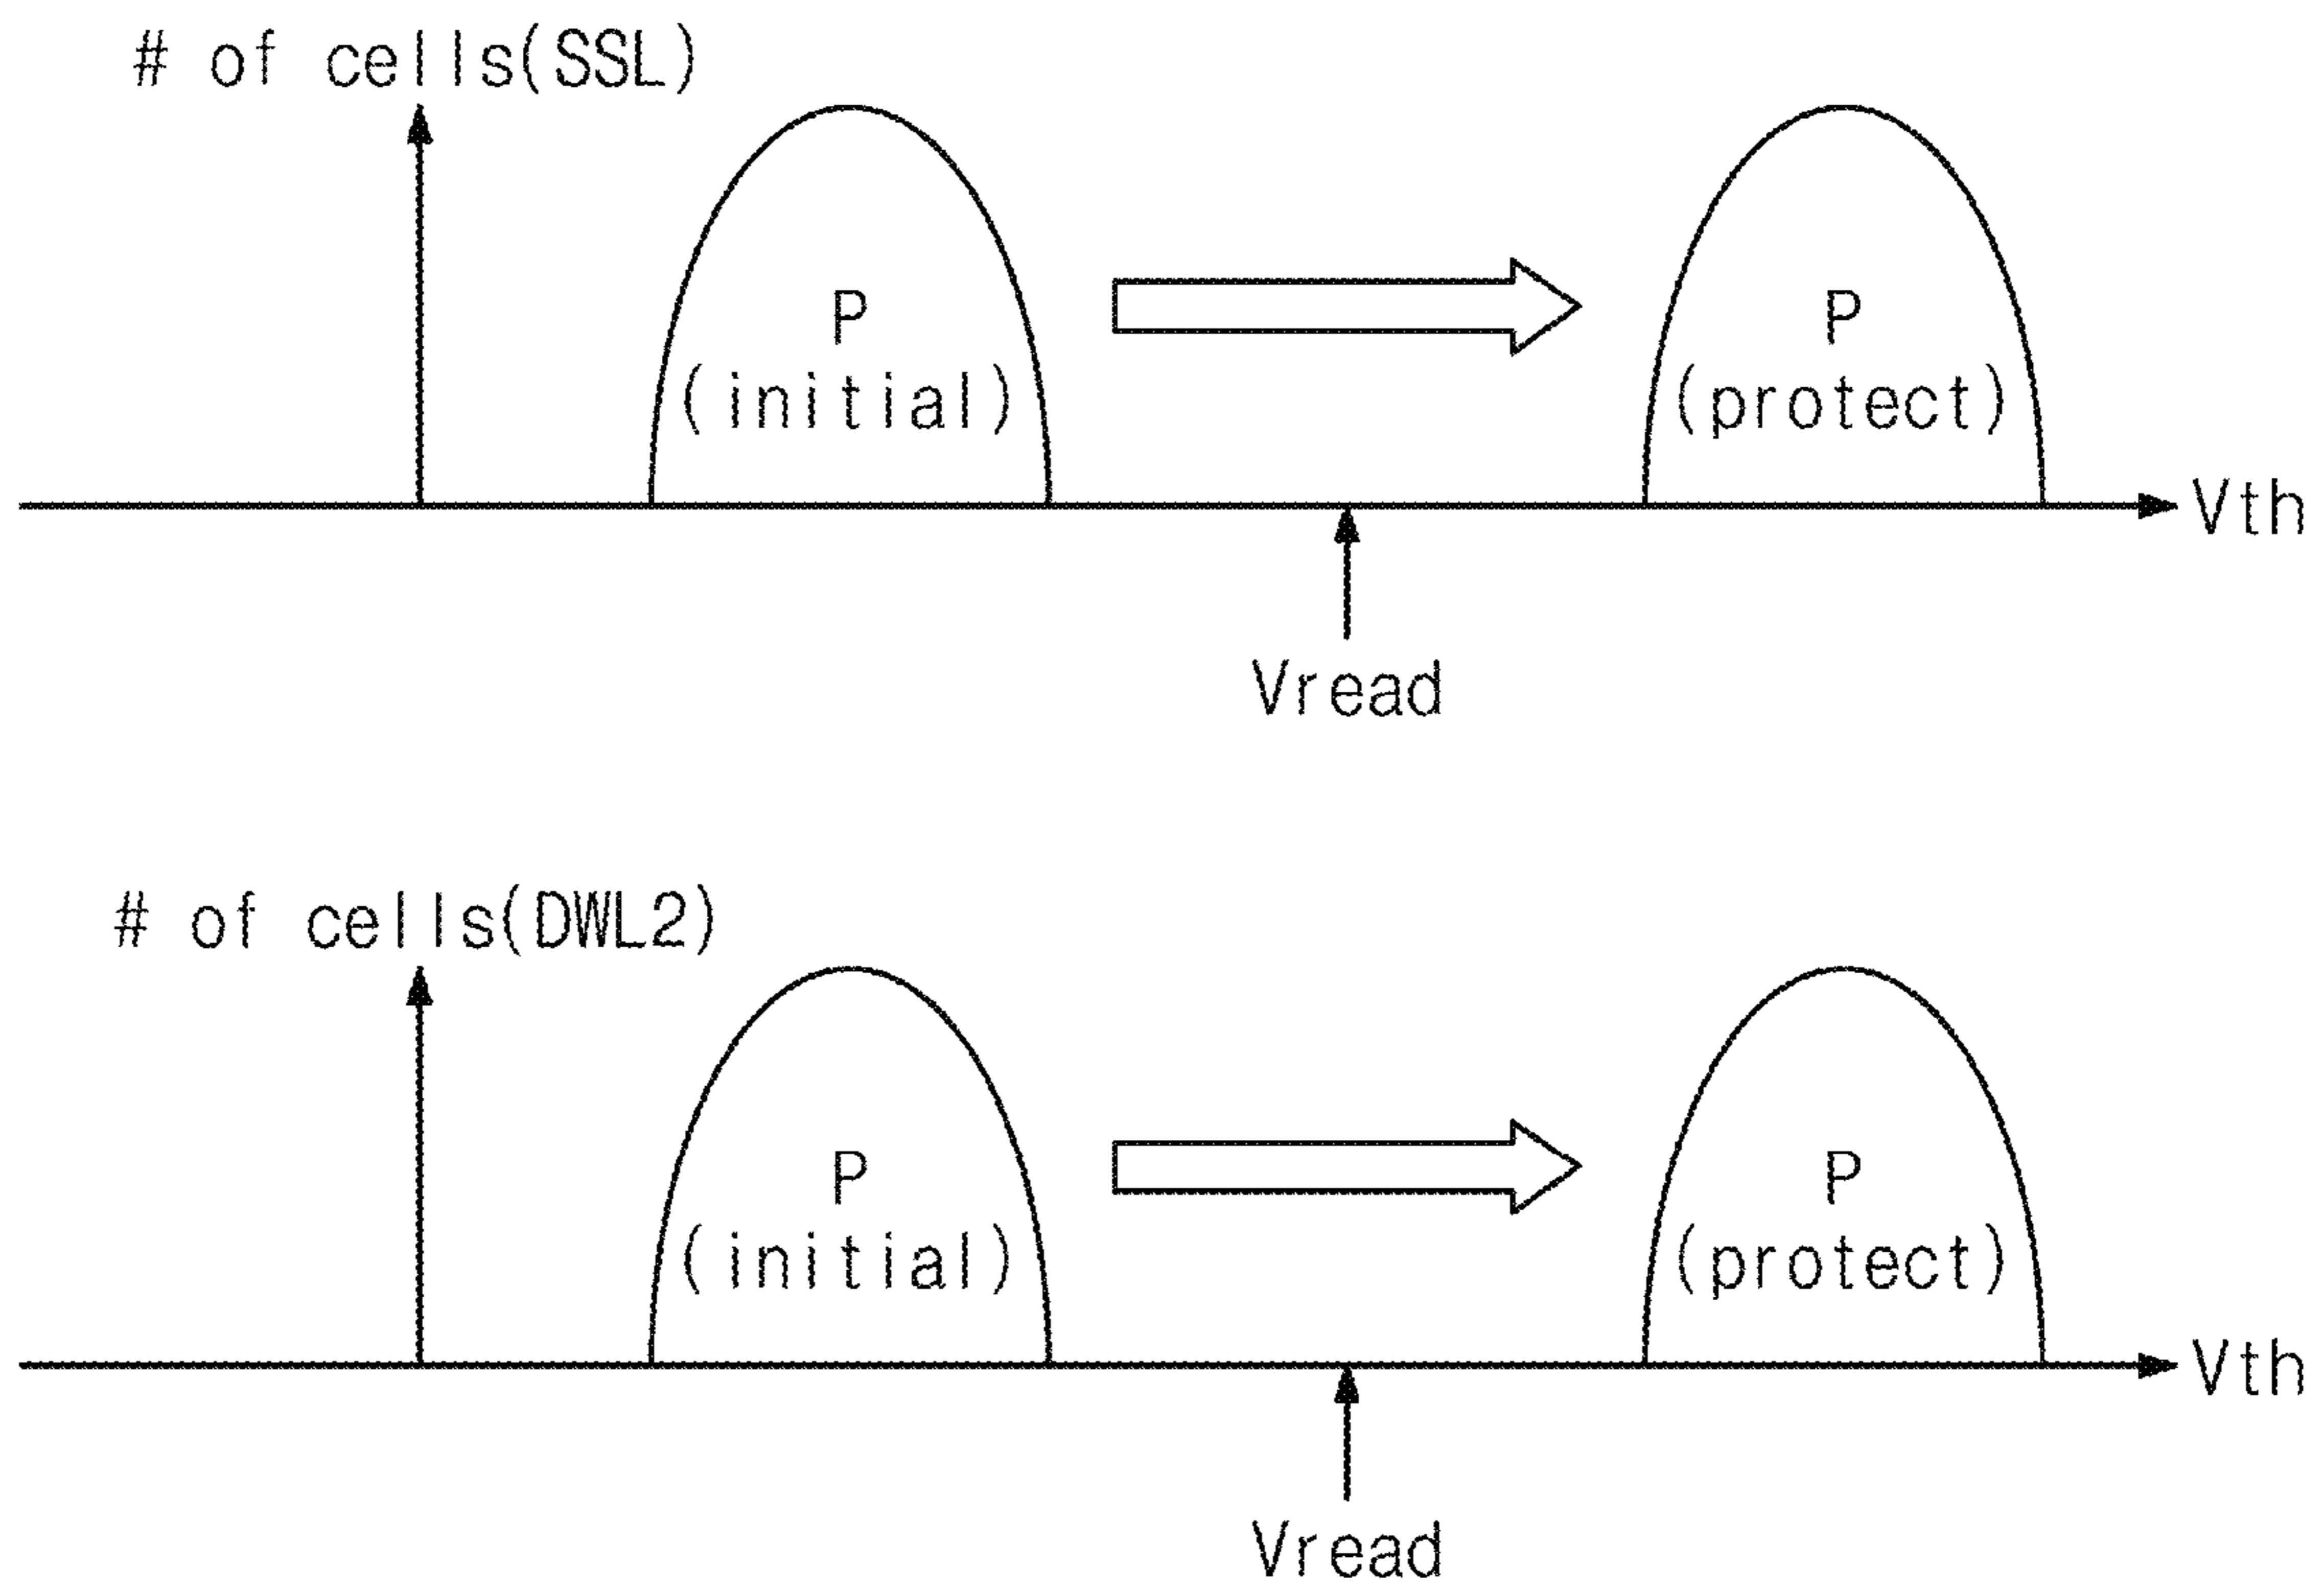 # of cells(SSL)
P
(initial)
P
(protect)
Vth
Vread
# of cells(DWL2)
P
(initial)
P
(protect)
Vth
Vread